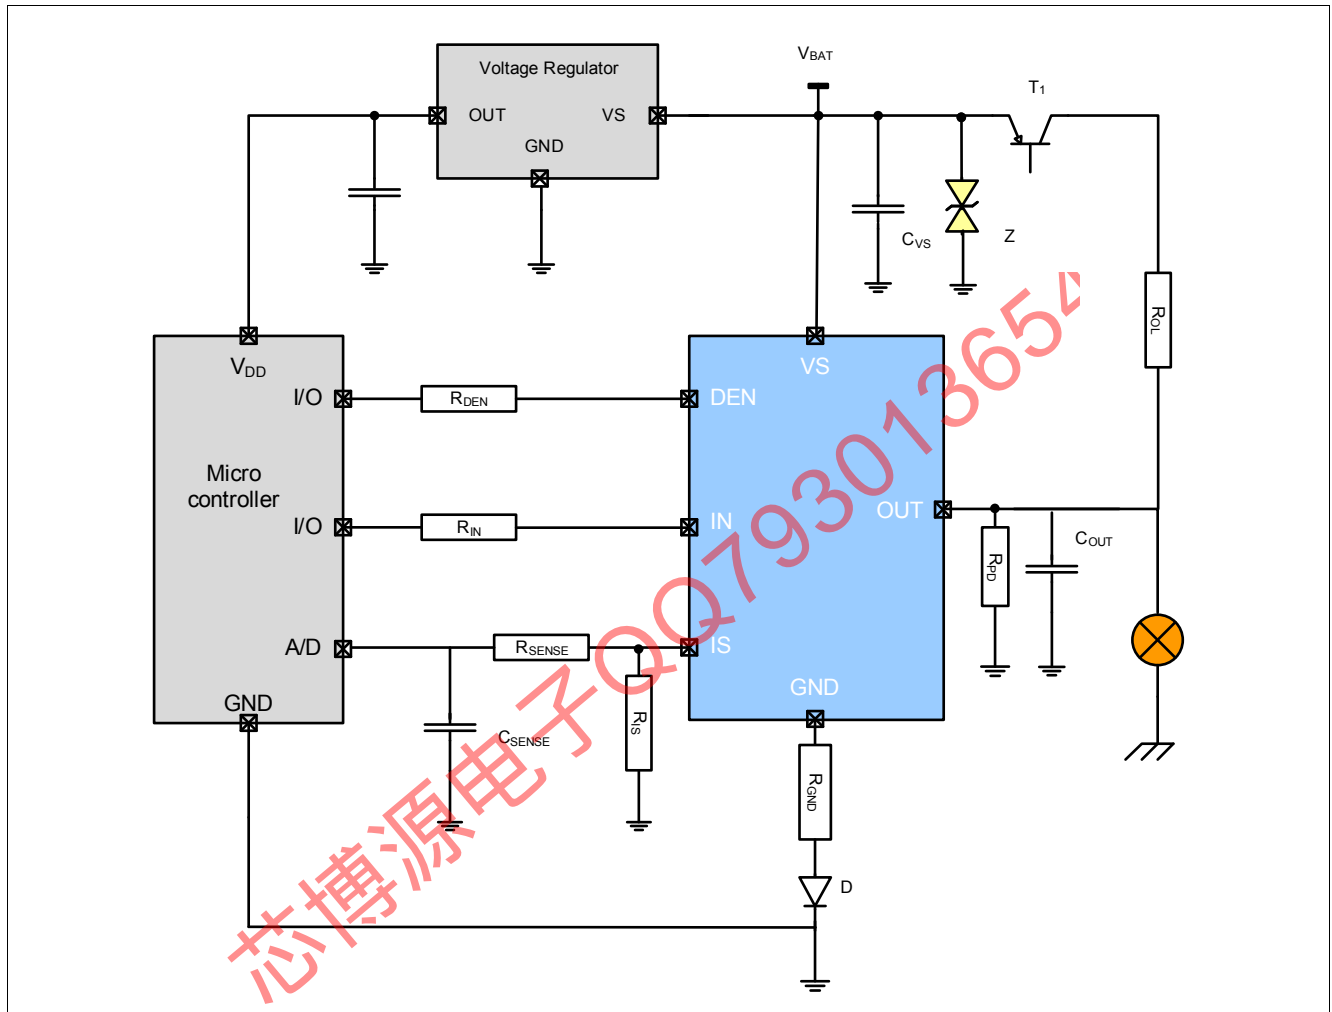 Voltage Regulator
OUT
VS
GND
VBAT
T1
CVS
Z
ROL
VDD
I/O
RDEN
DEN
VS
Micro
controller
I/O
RIN
IN
OUT
RPD
COUT
A/D
RSENSE
IS
GND
CSENSE
RIS
GND
RGND
D
芯博源电子QQ793013654